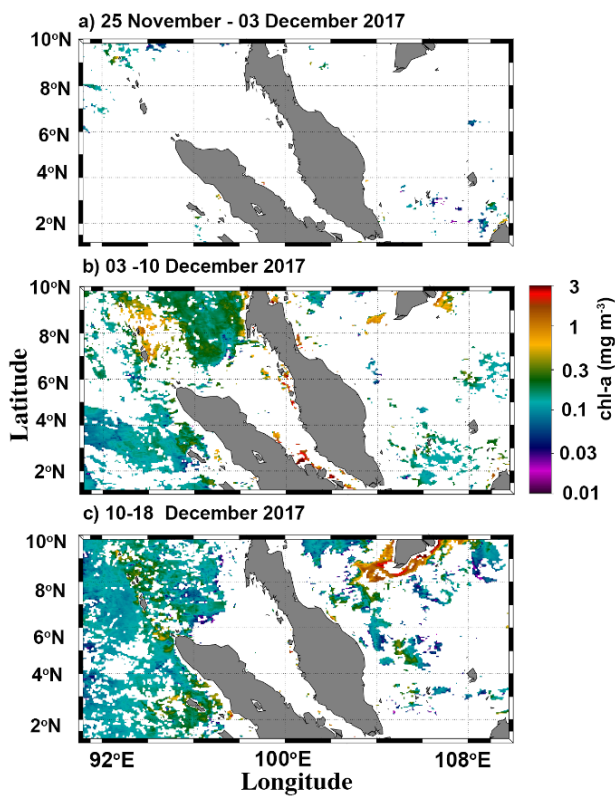 a) 25 November - 03 December 2017
10°N
8°N
6°N
4°N
2°N
b) 03 -10 December 2017
10°N
8°N
6°N
4°N
2°N
Latitude
3
1
0.3
0.1
0.03
0.01
chl-a (mg m⁻³)
c) 10-18 December 2017
10°N
8°N
6°N
4°N
2°N
92°E 100°E 108°E
Longitude